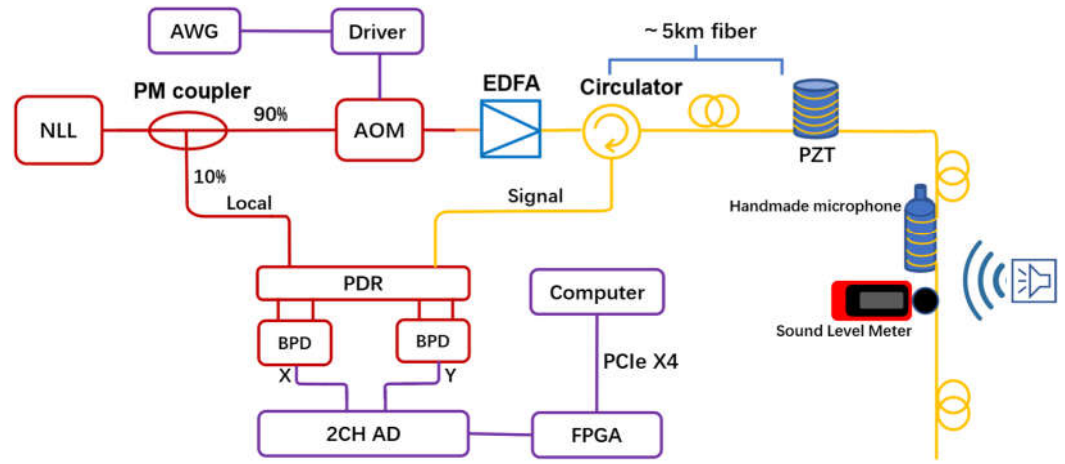 AWG
Driver
~ 5km fiber
PM coupler
EDFA
Circulator
NLL
90%
AOM
PZT
10%
Local
Signal
Handmade microphone
PDR
Computer
Sound Level Meter
BPD
BPD
X
Y
PCIe X4
2CH AD
FPGA